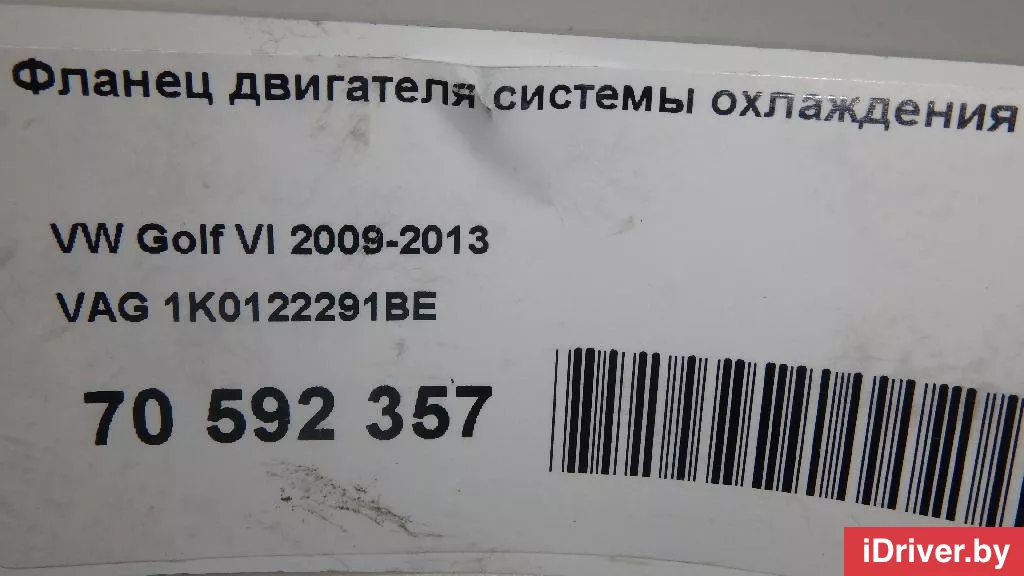 Фланец двигателя системы охлаждения
VW Golf VI 2009-2013
VAG 1K0122291BE
70 592 357
iDriver.by